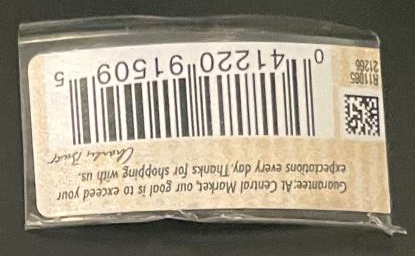 Guarantee: At Central Market, our goal is to exceed your
expectations every day. Thanks for shopping with us.
Charles Butt
0 41220 91509 5
R11085
21266